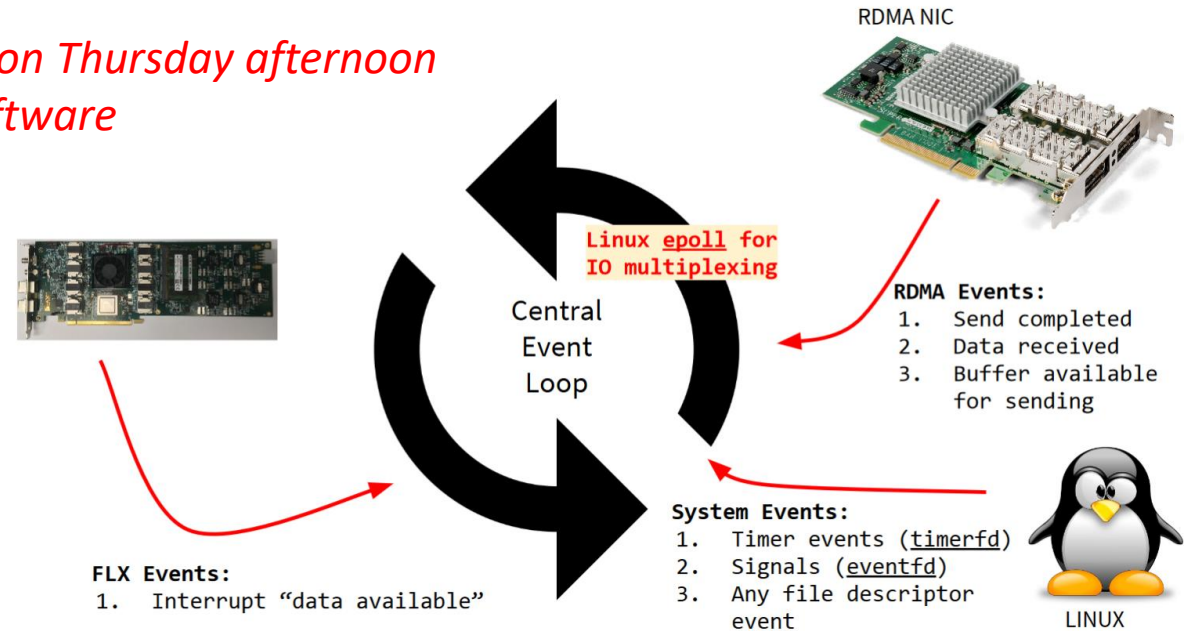 RDMA NIC
on Thursday afternoon
ftware
Linux epoll for
IO multiplexing
Central
Event
Loop
RDMA Events:
1. Send completed
2. Data received
3. Buffer available
for sending
System Events:
1. Timer events (timerfd)
2. Signals (eventfd)
3. Any file descriptor
event
LINUX
FLX Events:
1. Interrupt “data available”